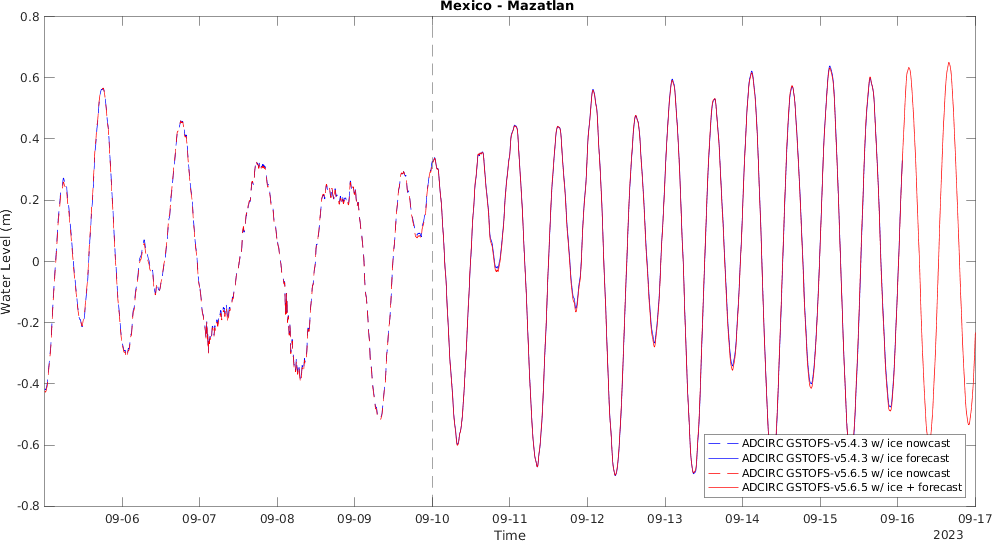 Mexico - Mazatlan
0.8
0.6
0.4
0.2
0
-0.2
-0.4
-0.6
-0.8
Water Level (m)
ADCIRC GSTOFS-v5.4.3 w/ ice nowcast
ADCIRC GSTOFS-v5.4.3 w/ ice forecast
ADCIRC GSTOFS-v5.6.5 w/ ice nowcast
ADCIRC GSTOFS-v5.6.5 w/ ice + forecast
09-06 09-07 09-08 09-09 09-10 09-11 09-12 09-13 09-14 09-15 09-16 09-17
Time
2023